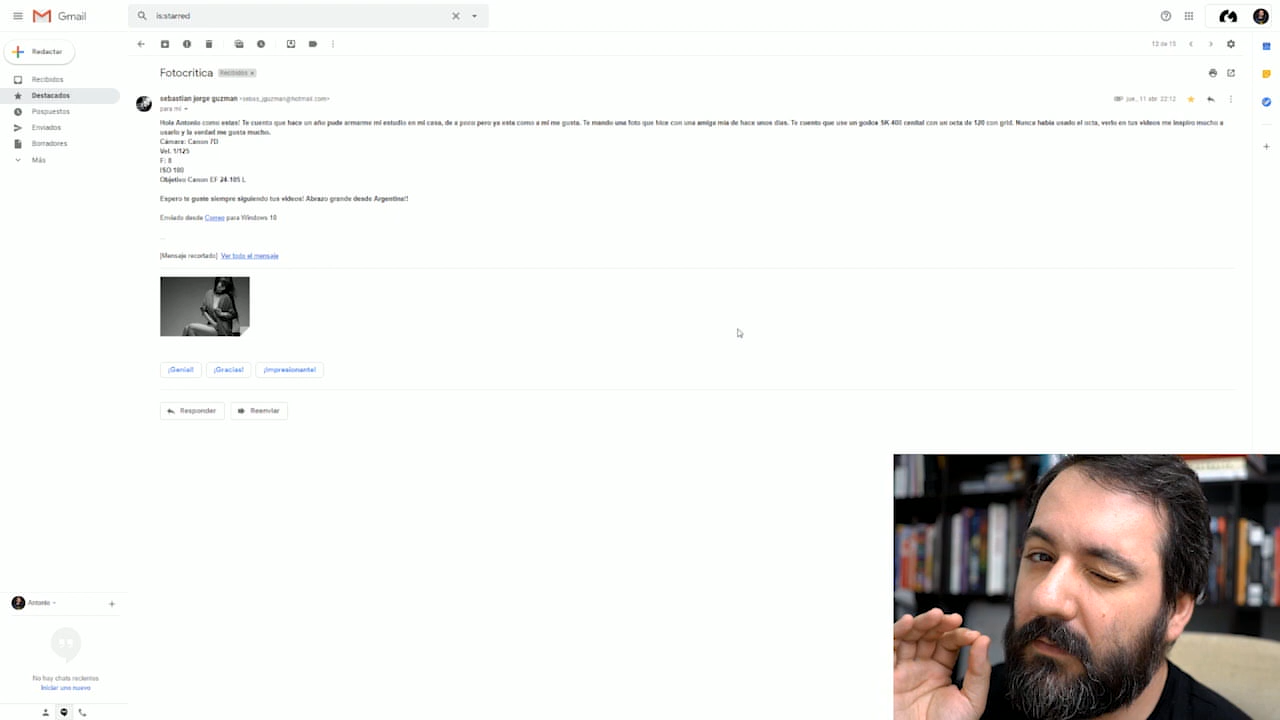 Gmail
is:starred
Redactar
13 de 15
Recibidos
Destacados
Pospuestos
Enviados
Borradores
Más
Fotocritica
Recibidos x
sebastian jorge guzman <sebas_jguzman@hotmail.com>
para mí
jue., 11 abr. 22:12
Hola Antonio como estas! Te cuento que hace un año pude armarme mi estudio en mi casa, de a poco pero ya esta como a mi me gusta. Te mando una foto que hice con una amiga mia de hace unos dias. Te cuento que use un godox SK 400 cenital con un octa de 120 con grid. Nunca habia usado el octa, verlo en tus videos me inspiro mucho a
usarlo y la verdad me gusta mucho.
Cámara: Canon 7D
Vel. 1/125
F: 8
ISO 100
Objetivo Canon EF 24-105 L
Espero te guste siempre siguiendo tus videos! Abrazo grande desde Argentina!!
Enviado desde Correo para Windows 10
...
[Mensaje recortado] Ver todo el mensaje
¡Genial!
¡Gracias!
¡Impresionante!
Responder
Reenviar
Antonio
No hay chats recientes
Iniciar uno nuevo